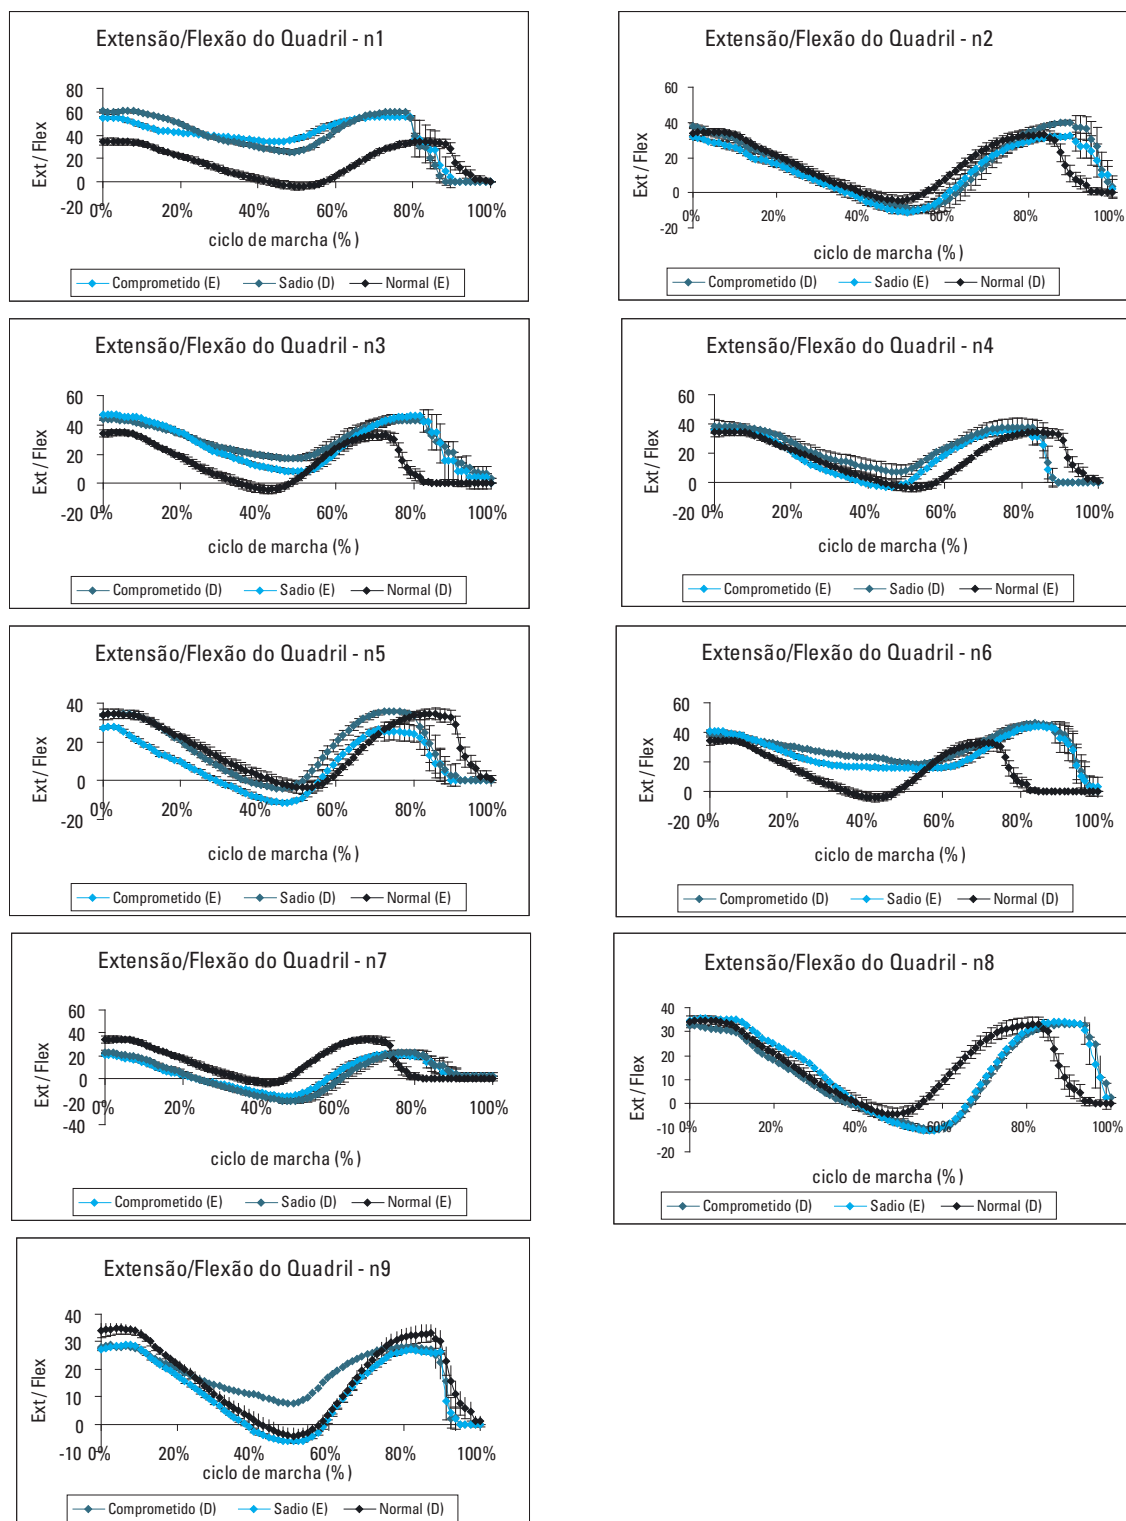 Extensão/Flexão do Quadril - n1
Ext / Flex
80
60
40
20
0
-20
0% 20% 40% 60% 80% 100%
ciclo de marcha (%)
Comprometido (E) Sadio (D) Normal (E)
Extensão/Flexão do Quadril - n2
Ext / Flex
60
40
20
0
-20
0% 20% 40% 60% 80% 100%
ciclo de marcha (%)
Comprometido (D) Sadio (E) Normal (D)
Extensão/Flexão do Quadril - n3
Ext / Flex
60
40
20
0
-20
0% 20% 40% 60% 80% 100%
ciclo de marcha (%)
Comprometido (D) Sadio (E) Normal (D)
Extensão/Flexão do Quadril - n4
Ext / Flex
60
40
20
0
-20
0% 20% 40% 60% 80% 100%
ciclo de marcha (%)
Comprometido (E) Sadio (D) Normal (E)
Extensão/Flexão do Quadril - n5
Ext / Flex
40
20
0
-20
0% 20% 40% 60% 80% 100%
ciclo de marcha (%)
Comprometido (E) Sadio (D) Normal (E)
Extensão/Flexão do Quadril - n6
Ext / Flex
60
40
20
0
-20
0% 20% 40% 60% 80% 100%
ciclo de marcha (%)
Comprometido (D) Sadio (E) Normal (D)
Extensão/Flexão do Quadril - n7
Ext / Flex
60
40
20
0
-20
-40
0% 20% 40% 60% 80% 100%
ciclo de marcha (%)
Comprometido (E) Sadio (D) Normal (E)
Extensão/Flexão do Quadril - n8
Ext / Flex
40
30
20
10
0
-10
-20
0% 20% 40% 60% 80% 100%
ciclo de marcha (%)
Comprometido (D) Sadio (E) Normal (D)
Extensão/Flexão do Quadril - n9
Ext / Flex
40
30
20
10
0
-10
0% 20% 40% 60% 80% 100%
ciclo de marcha (%)
Comprometido (D) Sadio (E) Normal (D)